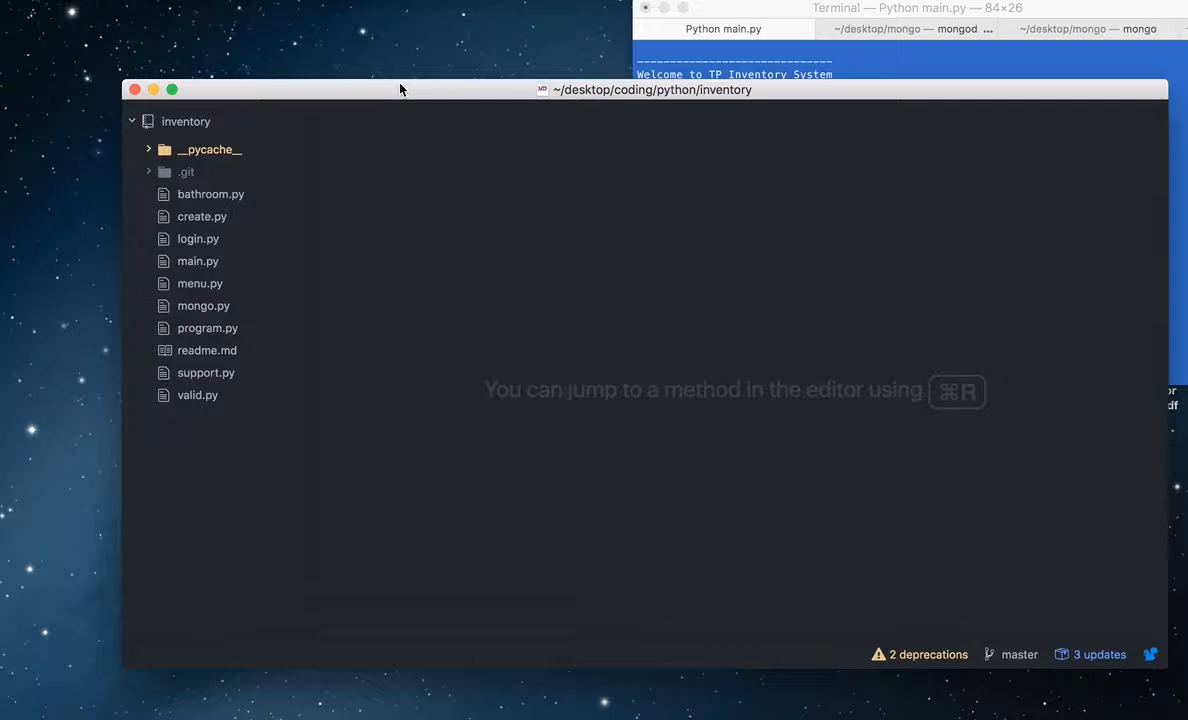 Terminal — Python main.py — 84×26
Python main.py
~/desktop/mongo — mongod ...
~/desktop/mongo — mongo
Welcome to TP Inventory System
~/desktop/coding/python/inventory
inventory
__pycache__
.git
bathroom.py
create.py
login.py
main.py
menu.py
mongo.py
program.py
readme.md
support.py
valid.py
You can jump to a method in the editor using ⌘R
or
df
2 deprecations
master
3 updates